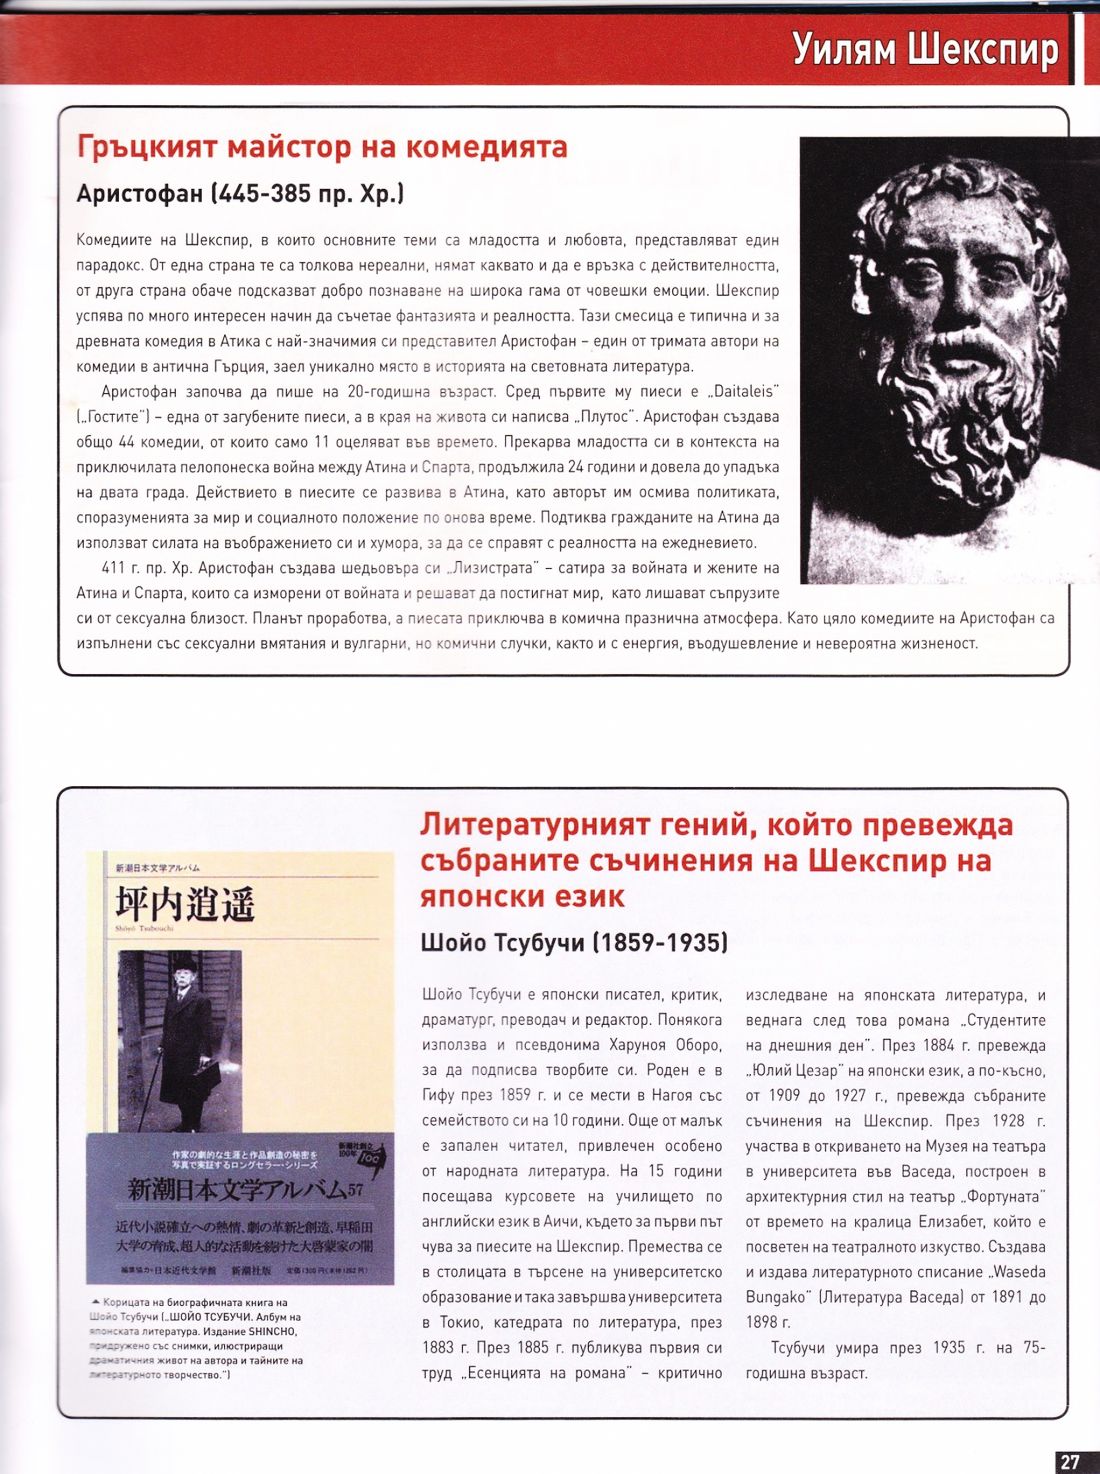 Уилям Шекспир
Гръцкият майстор на комедията
Аристофан (445-385 пр. Хр.)
Комедиите на Шекспир, в които основните теми са младостта и любовта, представляват един
парадокс. От една страна те са толкова нереални, нямат каквато и да е връзка с действителността,
от друга страна обаче подсказват добро познаване на широка гама от човешки емоции. Шекспир
успява по много интересен начин да съчетае фантазията и реалността. Тази смесица е типична и за
древната комедия в Атика с най-значимия си представител Аристофан – един от тримата автори на
комедии в антична Гърция, заел уникално място в историята на световната литература.
Аристофан започва да пише на 20-годишна възраст. Сред първите му пиеси е „Daitaleis"
(„Гостите") – една от загубените пиеси, а в края на живота си написва „Плутос". Аристофан създава
общо 44 комедии, от които само 11 оцеляват във времето. Прекарва младостта си в контекста на
приключилата пелопонеска война между Атина и Спарта, продължила 24 години и довела до упадъка
на двата града. Действието в пиесите се развива в Атина, като авторът им осмива политиката,
споразуменията за мир и социалното положение по онова време. Подтиква гражданите на Атина да
използват силата на въображението си и хумора, за да се справят с реалността на ежедневието.
411 г. пр. Хр. Аристофан създава шедьовъра си „Лизистрата" – сатира за войната и жените на
Атина и Спарта, които са изморени от войната и решават да постигнат мир, като лишават съпрузите
си от сексуална близост. Планът проработва, а пиесата приключва в комична празнична атмосфера. Като цяло комедиите на Аристофан са
изпълнени със сексуални вмятания и вулгарни, но комични случки, както и с енергия, въодушевление и невероятна жизненост.
Литературният гений, който превежда
събраните съчинения на Шекспир на
японски език
Шойо Тсубучи (1859-1935)
新潮日本文学アルバム
坪内逍遥
Shōyō Tsubouchi
作家の劇的な生涯と作品創造の秘密を
写真で実証するロングセラー・シリーズ
新潮社創立
100年
100
新潮日本文学アルバム57
近代小説確立への熱情、劇の革新と創造、早稲田
大学の育成、超人的な活動を続けた大啓蒙家の閥
編集協力=日本近代文学館 新潮社版 定価1300円(本体1262円)
Корицата на биографичната книга на
Шойо Тсубучи („ШОЙО ТСУБУЧИ. Албум на
японската литература. Издание SHINCHO,
придружено със снимки, илюстриращи
драматичния живот на автора и тайните на
литературното творчество.")
Шойо Тсубучи е японски писател, критик,
драматург, преводач и редактор. Понякога
използва и псевдонима Харуноя Оборо,
за да подписва творбите си. Роден е в
Гифу през 1859 г. и се мести в Нагоя със
семейството си на 10 години. Още от малък
е запален читател, привлечен особено
от народната литература. На 15 години
посещава курсовете на училището по
английски език в Аичи, където за първи път
чува за пиесите на Шекспир. Премества се
в столицата в търсене на университетско
образование и така завършва университета
в Токио, катедрата по литература, през
1883 г. През 1885 г. публикува първия си
труд „Есенцията на романа" – критично
изследване на японската литература, и
веднага след това романа „Студентите
на днешния ден". През 1884 г. превежда
„Юлий Цезар" на японски език, а по-късно,
от 1909 до 1927 г., превежда събраните
съчинения на Шекспир. През 1928 г.
участва в откриването на Музея на театъра
в университета във Васеда, построен в
архитектурния стил на театър „Фортуната"
от времето на кралица Елизабет, който е
посветен на театралното изкуство. Създава
и издава литературното списание „Waseda
Bungako" (Литература Васеда) от 1891 до
1898 г.
Тсубучи умира през 1935 г. на 75-
годишна възраст.
27